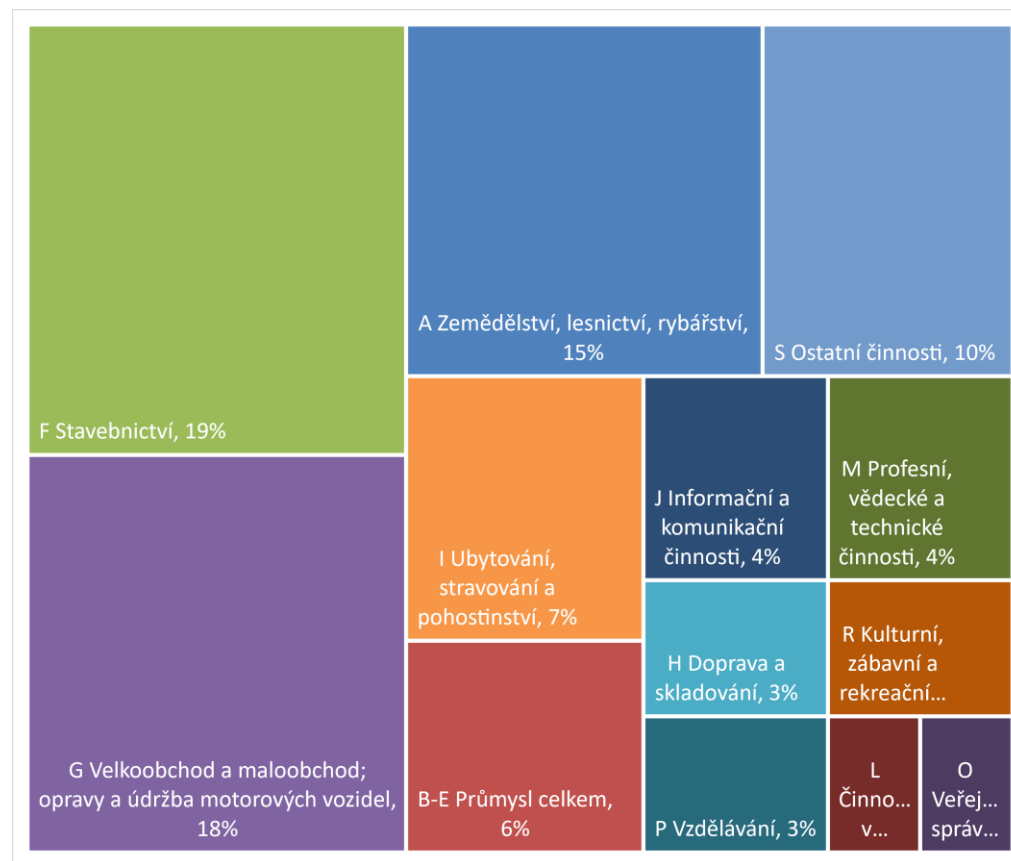 F Stavebnictví, 19%
G Velkoobchod a maloobchod;
opravy a údržba motorových vozidel,
18%
A Zemědělství, lesnictví, rybářství,
15%
S Ostatní činnosti, 10%
I Ubytování,
stravování a
pohostinství, 7%
B-E Průmysl celkem,
6%
J Informační a
komunikační
činnosti, 4%
M Profesní,
vědecké a
technické
činnosti, 4%
H Doprava a
skladování, 3%
R Kulturní,
zábavní a
rekreační...
P Vzdělávání, 3%
L
Činno...
v...
O
Veřej...
správ...